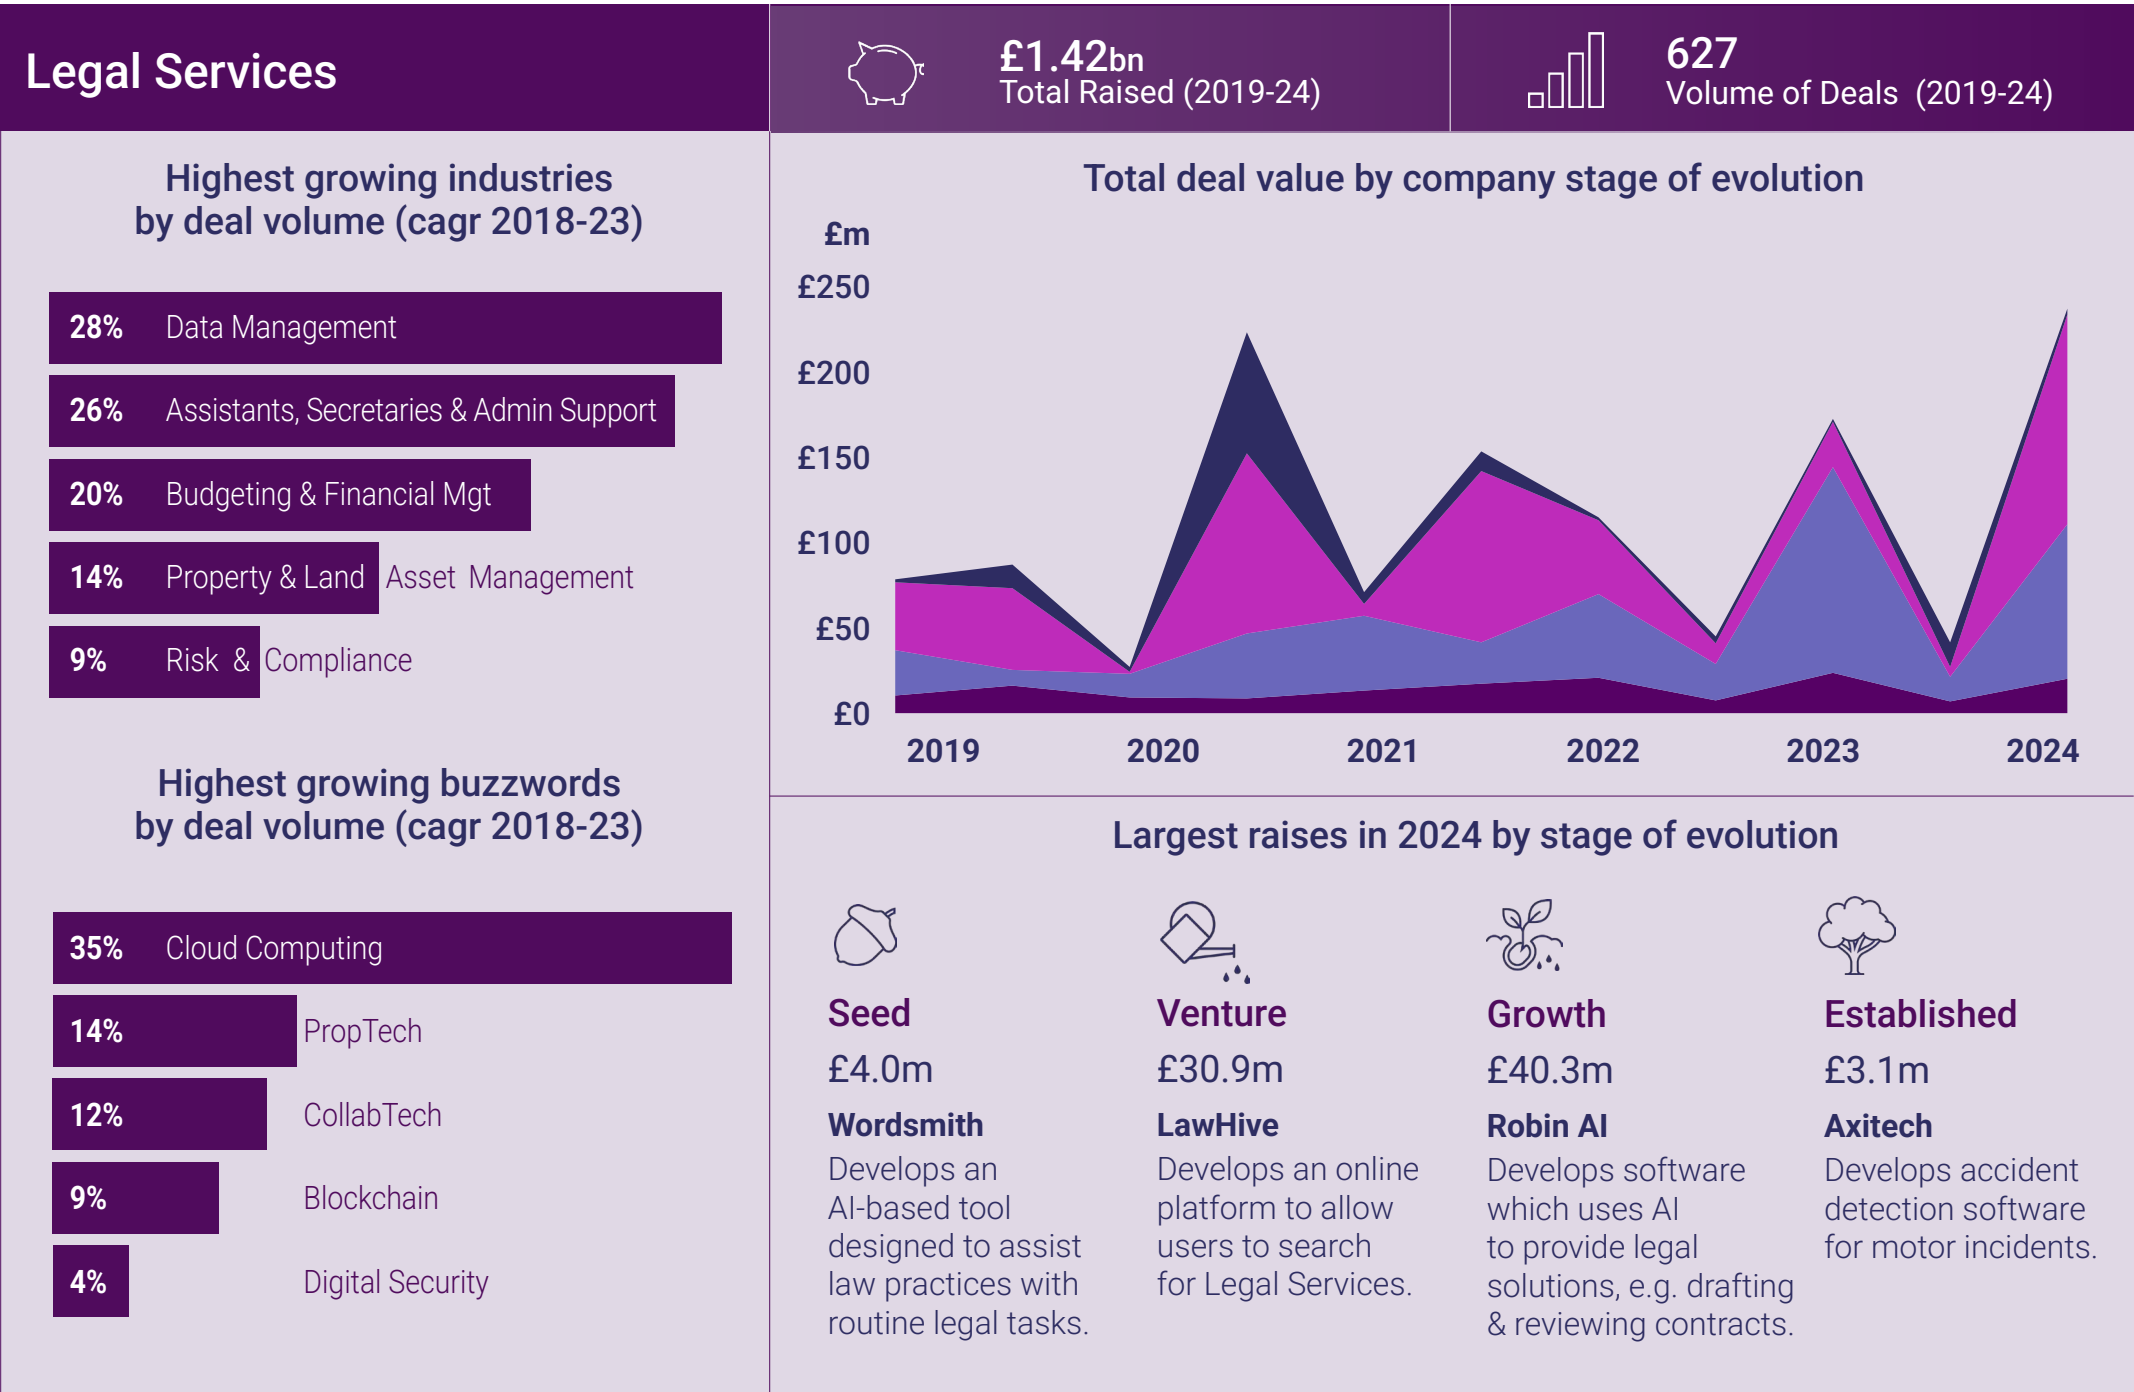 Legal Services
£1.42bn
Total Raised (2019-24)
627
Volume of Deals (2019-24)
Highest growing industries
by deal volume (cagr 2018-23)
28% Data Management
26% Assistants, Secretaries & Admin Support
20% Budgeting & Financial Mgt
14% Property & Land Asset Management
9% Risk & Compliance
Highest growing buzzwords
by deal volume (cagr 2018-23)
35% Cloud Computing
14% PropTech
12% CollabTech
9% Blockchain
4% Digital Security
Total deal value by company stage of evolution
£m
£250
£200
£150
£100
£50
£0
2019 2020 2021 2022 2023 2024
Largest raises in 2024 by stage of evolution
Seed
£4.0m
Wordsmith
Develops an
AI-based tool
designed to assist
law practices with
routine legal tasks.
Venture
£30.9m
LawHive
Develops an online
platform to allow
users to search
for Legal Services.
Growth
£40.3m
Robin AI
Develops software
which uses AI
to provide legal
solutions, e.g. drafting
& reviewing contracts.
Established
£3.1m
Axitech
Develops accident
detection software
for motor incidents.